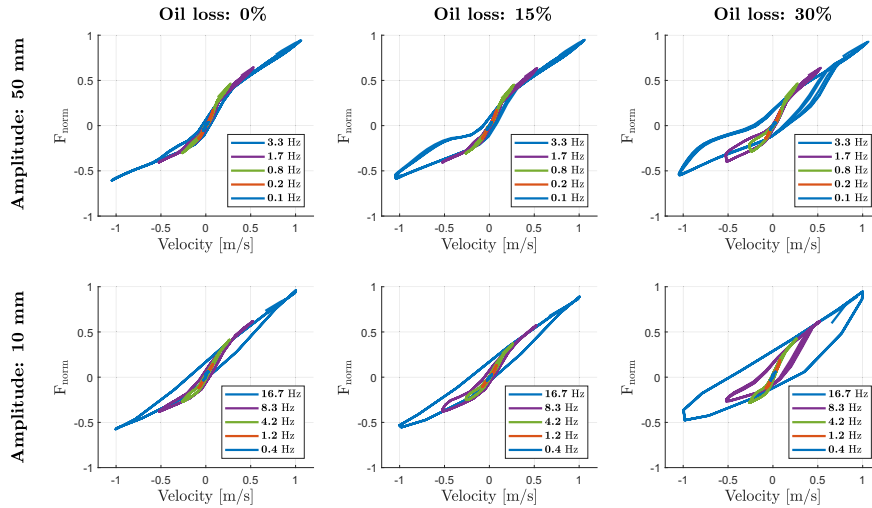 Oil loss: 0%
Oil loss: 15%
Oil loss: 30%
Amplitude: 50 mm
F_norm
1
0.5
0
-0.5
-1
-1 -0.5 0 0.5 1
Velocity [m/s]
3.3 Hz
1.7 Hz
0.8 Hz
0.2 Hz
0.1 Hz
F_norm
1
0.5
0
-0.5
-1
-1 -0.5 0 0.5 1
Velocity [m/s]
3.3 Hz
1.7 Hz
0.8 Hz
0.2 Hz
0.1 Hz
F_norm
1
0.5
0
-0.5
-1
-1 -0.5 0 0.5 1
Velocity [m/s]
3.3 Hz
1.7 Hz
0.8 Hz
0.2 Hz
0.1 Hz
Amplitude: 10 mm
F_norm
1
0.5
0
-0.5
-1
-1 -0.5 0 0.5 1
Velocity [m/s]
16.7 Hz
8.3 Hz
4.2 Hz
1.2 Hz
0.4 Hz
F_norm
1
0.5
0
-0.5
-1
-1 -0.5 0 0.5 1
Velocity [m/s]
16.7 Hz
8.3 Hz
4.2 Hz
1.2 Hz
0.4 Hz
F_norm
1
0.5
0
-0.5
-1
-1 -0.5 0 0.5 1
Velocity [m/s]
16.7 Hz
8.3 Hz
4.2 Hz
1.2 Hz
0.4 Hz